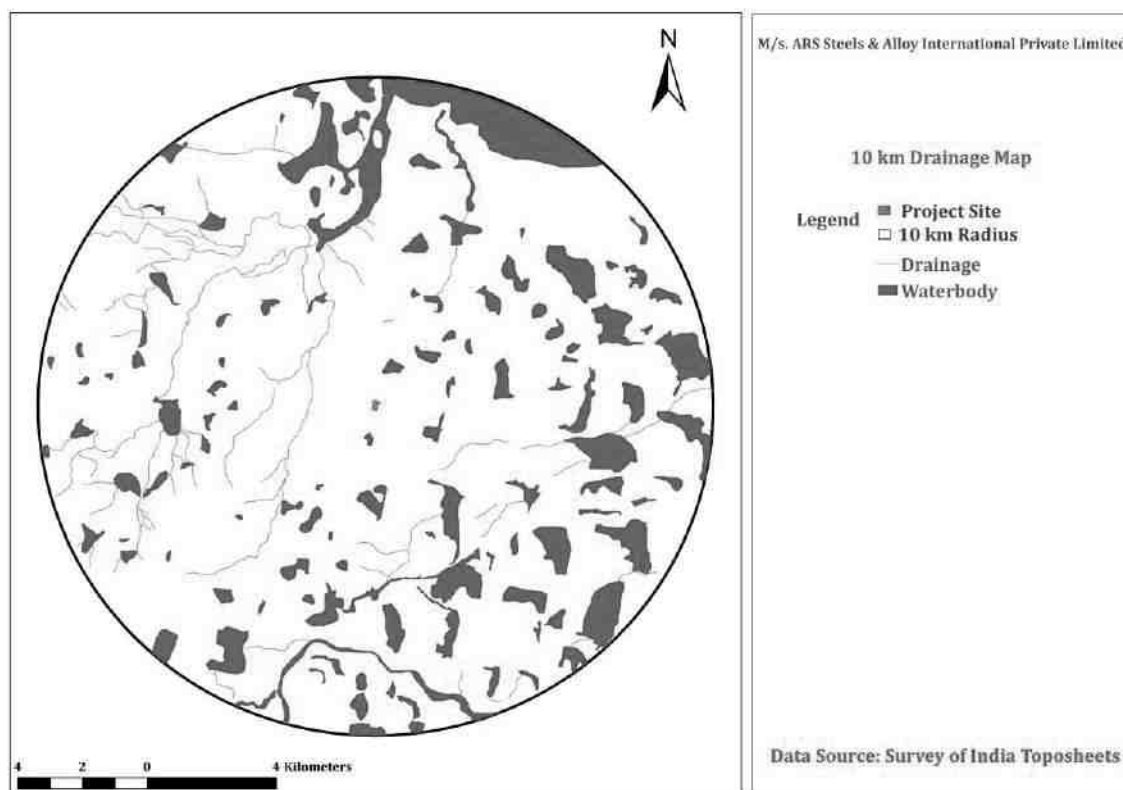 N
4 2 0 4 Kilometers
M/s. ARS Steels & Alloy International Private Limited
10 km Drainage Map
Legend
Project Site
10 km Radius
Drainage
Waterbody
Data Source: Survey of India Toposheets